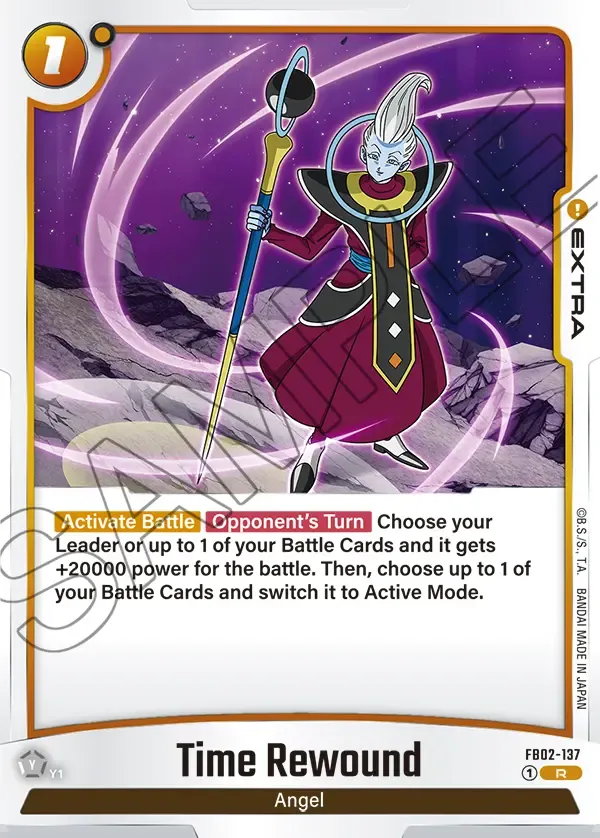 1
EXTRA
SAMPLE
Activate Battle Opponent's Turn Choose your
Leader or up to 1 of your Battle Cards and it gets
+20000 power for the battle. Then, choose up to 1 of
your Battle Cards and switch it to Active Mode.
©B.S./S., T.A. BANDAI MADE IN JAPAN
Y Y1
Time Rewound
FB02-137
1 R
Angel